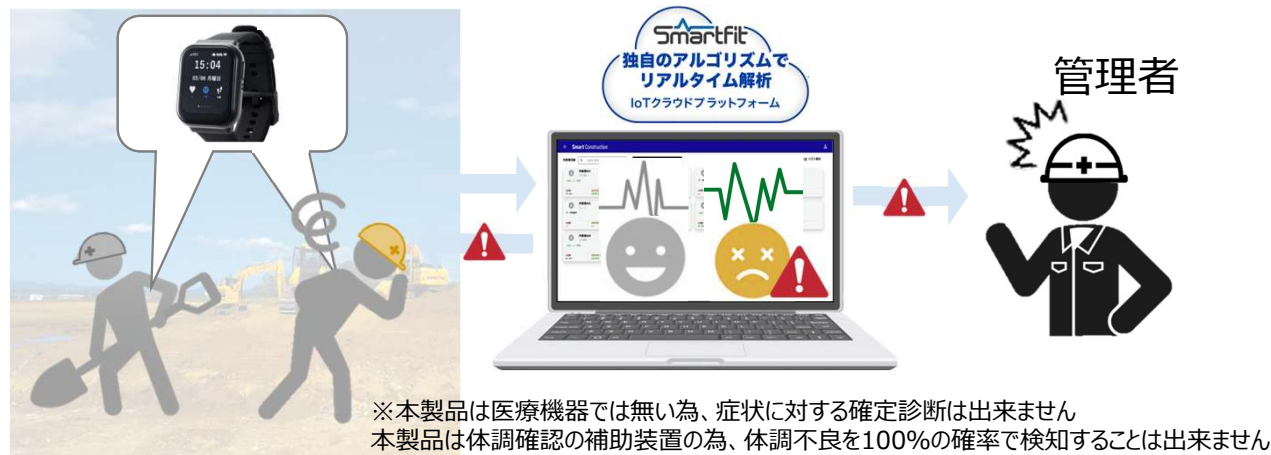 15:04
03/06 月曜日
Smartfit
独自のアルゴリズムで
リアルタイム解析
IoTクラウドプラットフォーム
管理者
Smart Construction
※本製品は医療機器では無い為、症状に対する確定診断は出来ません
本製品は体調確認の補助装置の為、体調不良を100%の確率で検知することは出来ません